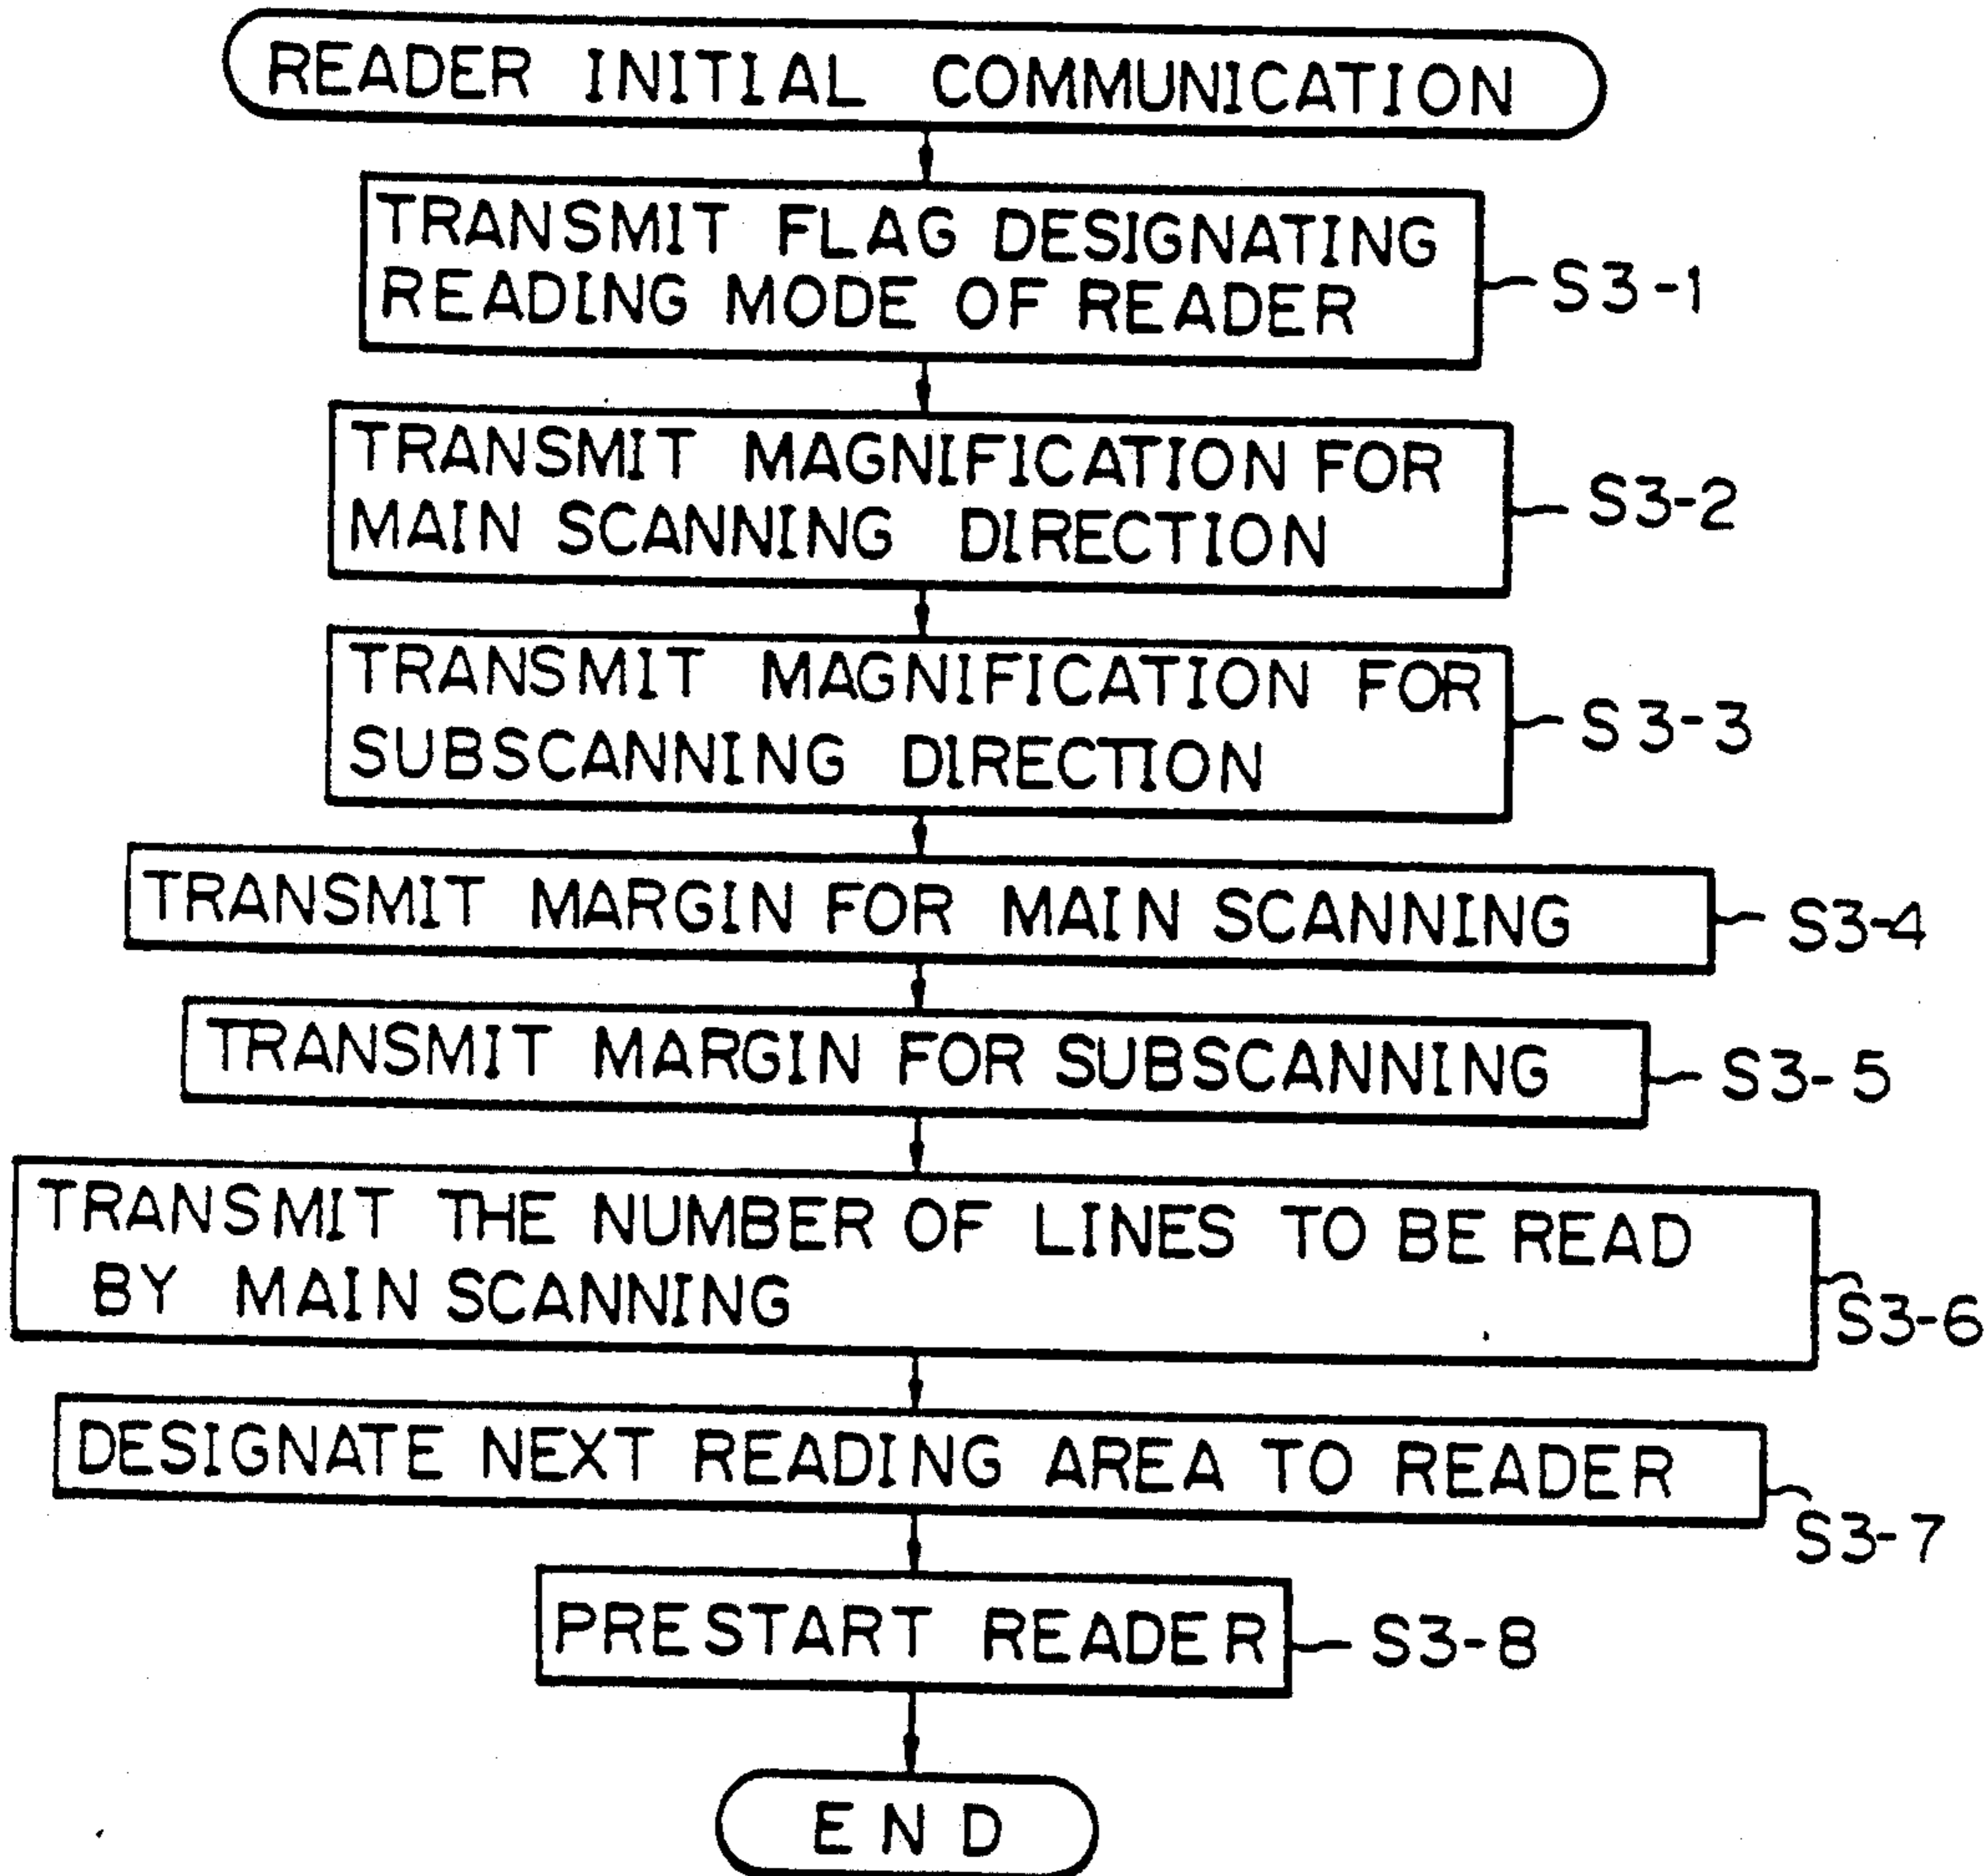 READER INITIAL COMMUNICATION
TRANSMIT FLAG DESIGNATING
READING MODE OF READER
S3-1
TRANSMIT MAGNIFICATION FOR
MAIN SCANNING DIRECTION
S3-2
TRANSMIT MAGNIFICATION FOR
SUBSCANNING DIRECTION
S3-3
TRANSMIT MARGIN FOR MAIN SCANNING
S3-4
TRANSMIT MARGIN FOR SUBSCANNING
S3-5
TRANSMIT THE NUMBER OF LINES TO BE READ
BY MAIN SCANNING
S3-6
DESIGNATE NEXT READING AREA TO READER
S3-7
PRESTART READER
S3-8
END